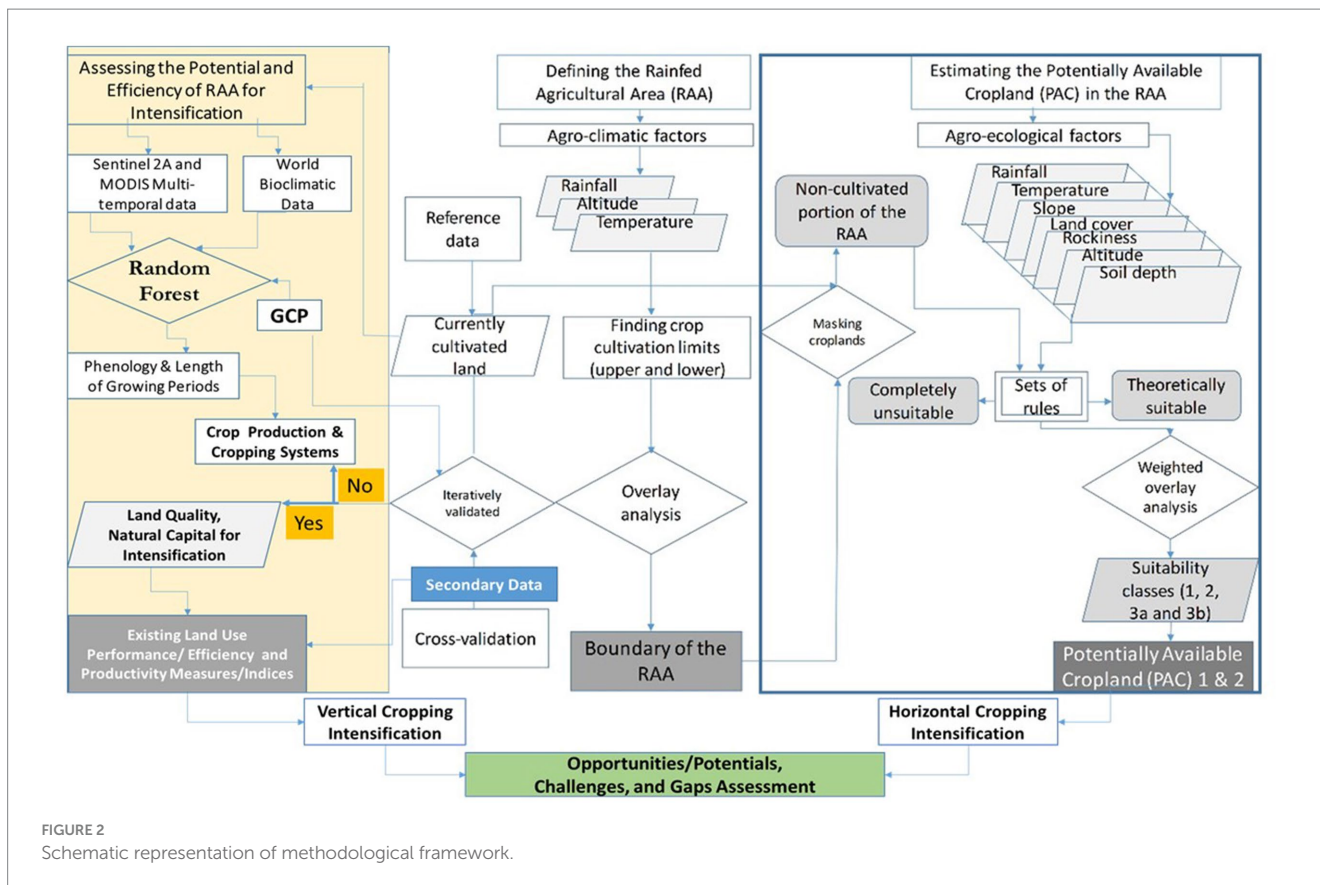 Assessing the Potential and
Efficiency of RAA for
Intensification
Sentinel 2A and
MODIS Multi-
temporal data
World
Bioclimatic
Data
Random
Forest
GCP
Phenology & Length
of Growing Periods
Crop Production &
Cropping Systems
No
Yes
Land Quality,
Natural Capital for
Intensification
Existing Land Use
Performance/ Efficiency and
Productivity Measures/Indices
Defining the Rainfed
Agricultural Area (RAA)
Agro-climatic factors
Rainfall
Altitude
Temperature
Reference
data
Currently
cultivated
land
Finding crop
cultivation limits
(upper and lower)
Iteratively
validated
Overlay
analysis
Secondary Data
Cross-validation
Boundary of the
RAA
Estimating the Potentially Available
Cropland (PAC) in the RAA
Agro-ecological factors
Rainfall
Temperature
Slope
Land cover
Rockiness
Altitude
Soil depth
Non-cultivated
portion of the
RAA
Masking
croplands
Completely
unsuitable
Sets of
rules
Theoretically
suitable
Weighted
overlay
analysis
Suitability
classes (1, 2,
3a and 3b)
Potentially Available
Cropland (PAC) 1 & 2
Vertical Cropping
Intensification
Horizontal Cropping
Intensification
Opportunities/Potentials,
Challenges, and Gaps Assessment
FIGURE 2
Schematic representation of methodological framework.